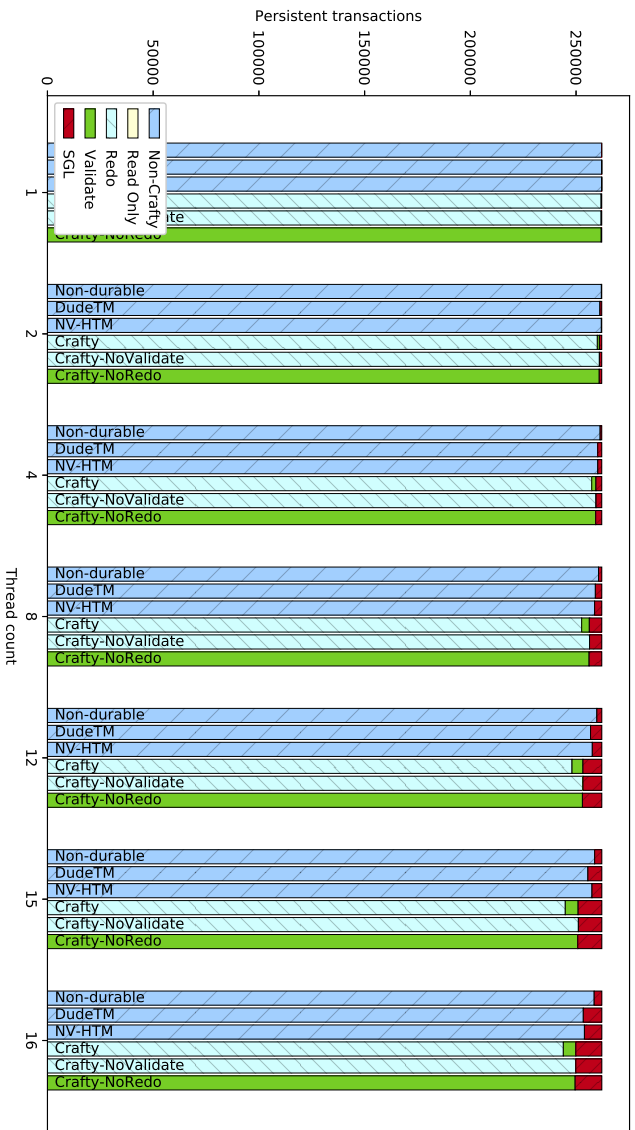 Persistent transactions
0
50000
100000
150000
200000
250000
Non-Crafty
Read Only
Redo
Validate
SGL
ate
Crafty-NoRedo
1
Non-durable
DudeTM
NV-HTM
Crafty
Crafty-NoValidate
Crafty-NoRedo
2
Non-durable
DudeTM
NV-HTM
Crafty
Crafty-NoValidate
Crafty-NoRedo
4
Non-durable
DudeTM
NV-HTM
Crafty
Crafty-NoValidate
Crafty-NoRedo
8
Non-durable
DudeTM
NV-HTM
Crafty
Crafty-NoValidate
Crafty-NoRedo
12
Non-durable
DudeTM
NV-HTM
Crafty
Crafty-NoValidate
Crafty-NoRedo
15
Non-durable
DudeTM
NV-HTM
Crafty
Crafty-NoValidate
Crafty-NoRedo
16
Thread count